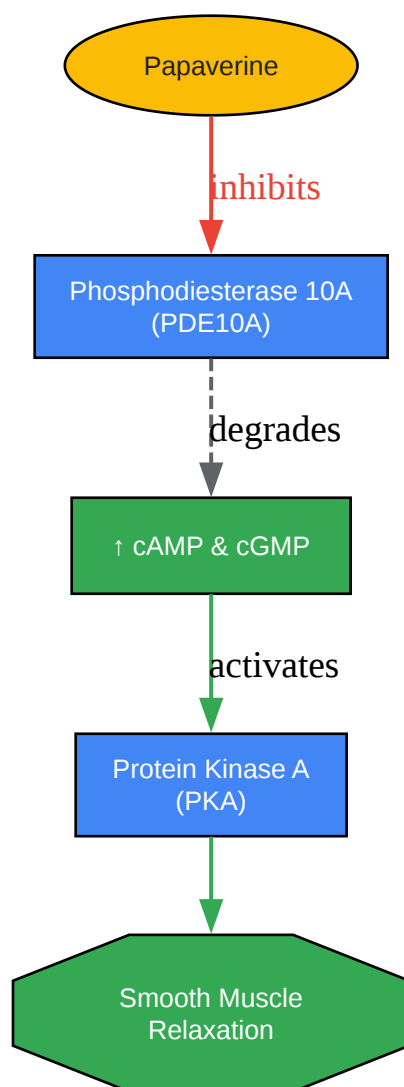 Papaverine
inhibits
Phosphodiesterase 10A
(PDE10A)
degrades
↑ cAMP & cGMP
activates
Protein Kinase A
(PKA)
Smooth Muscle
Relaxation